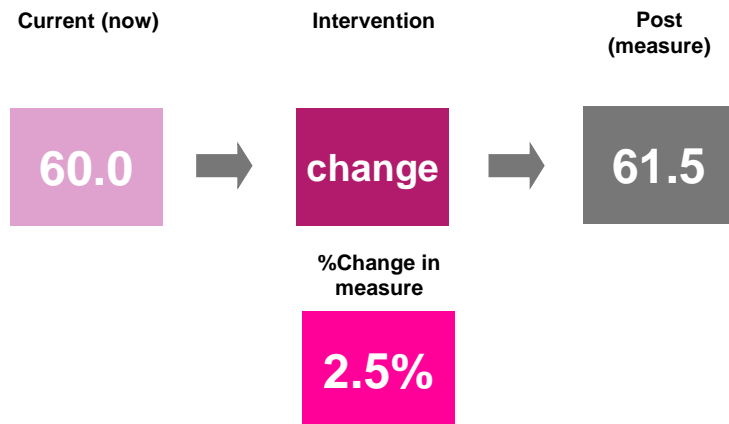 Current (now)
Intervention
Post
(measure)
60.0
change
61.5
%Change in
measure
2.5%